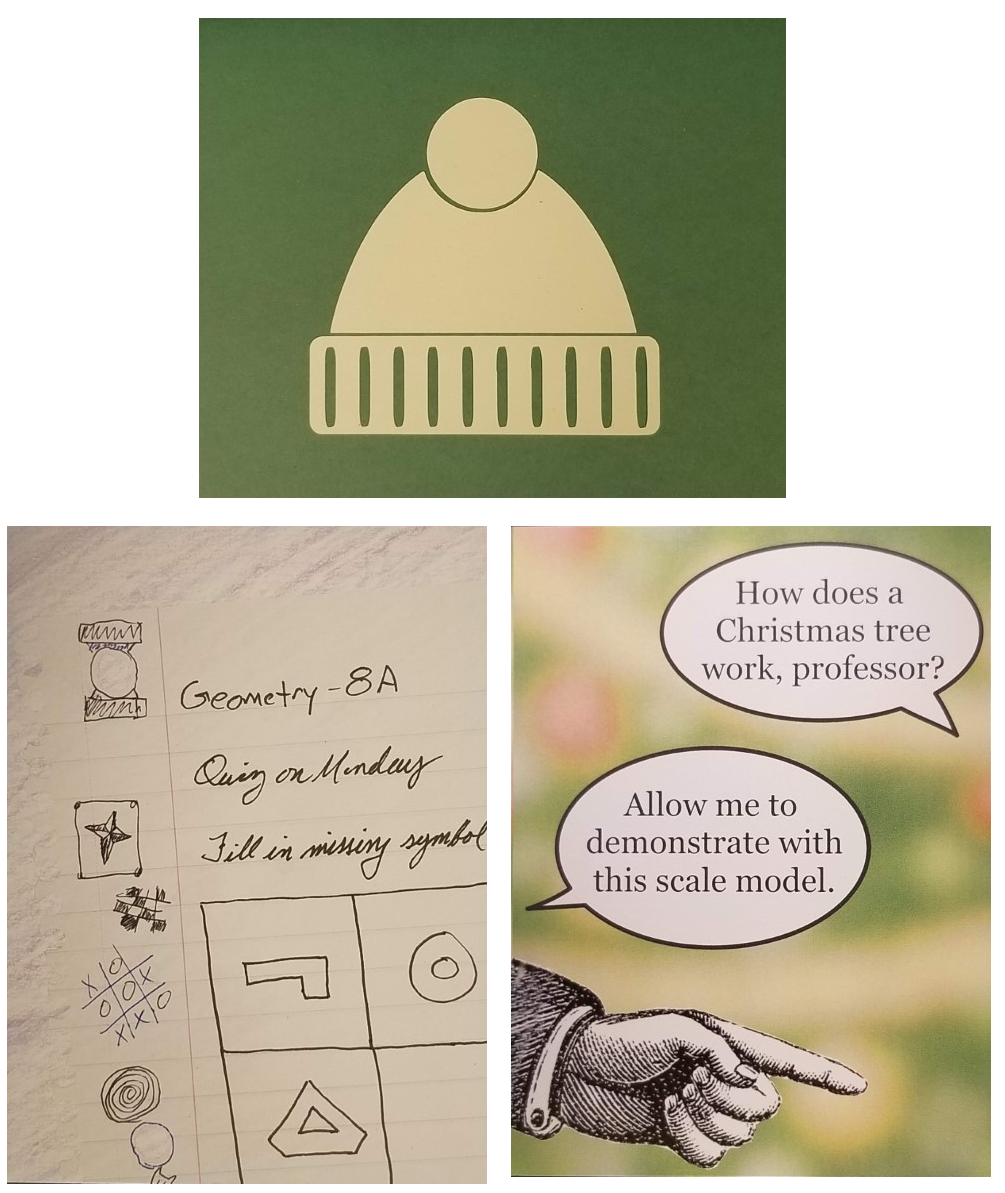 Geometry - 8A
Quiz on Monday
Fill in missing symbol
How does a
Christmas tree
work, professor?
Allow me to
demonstrate with
this scale model.